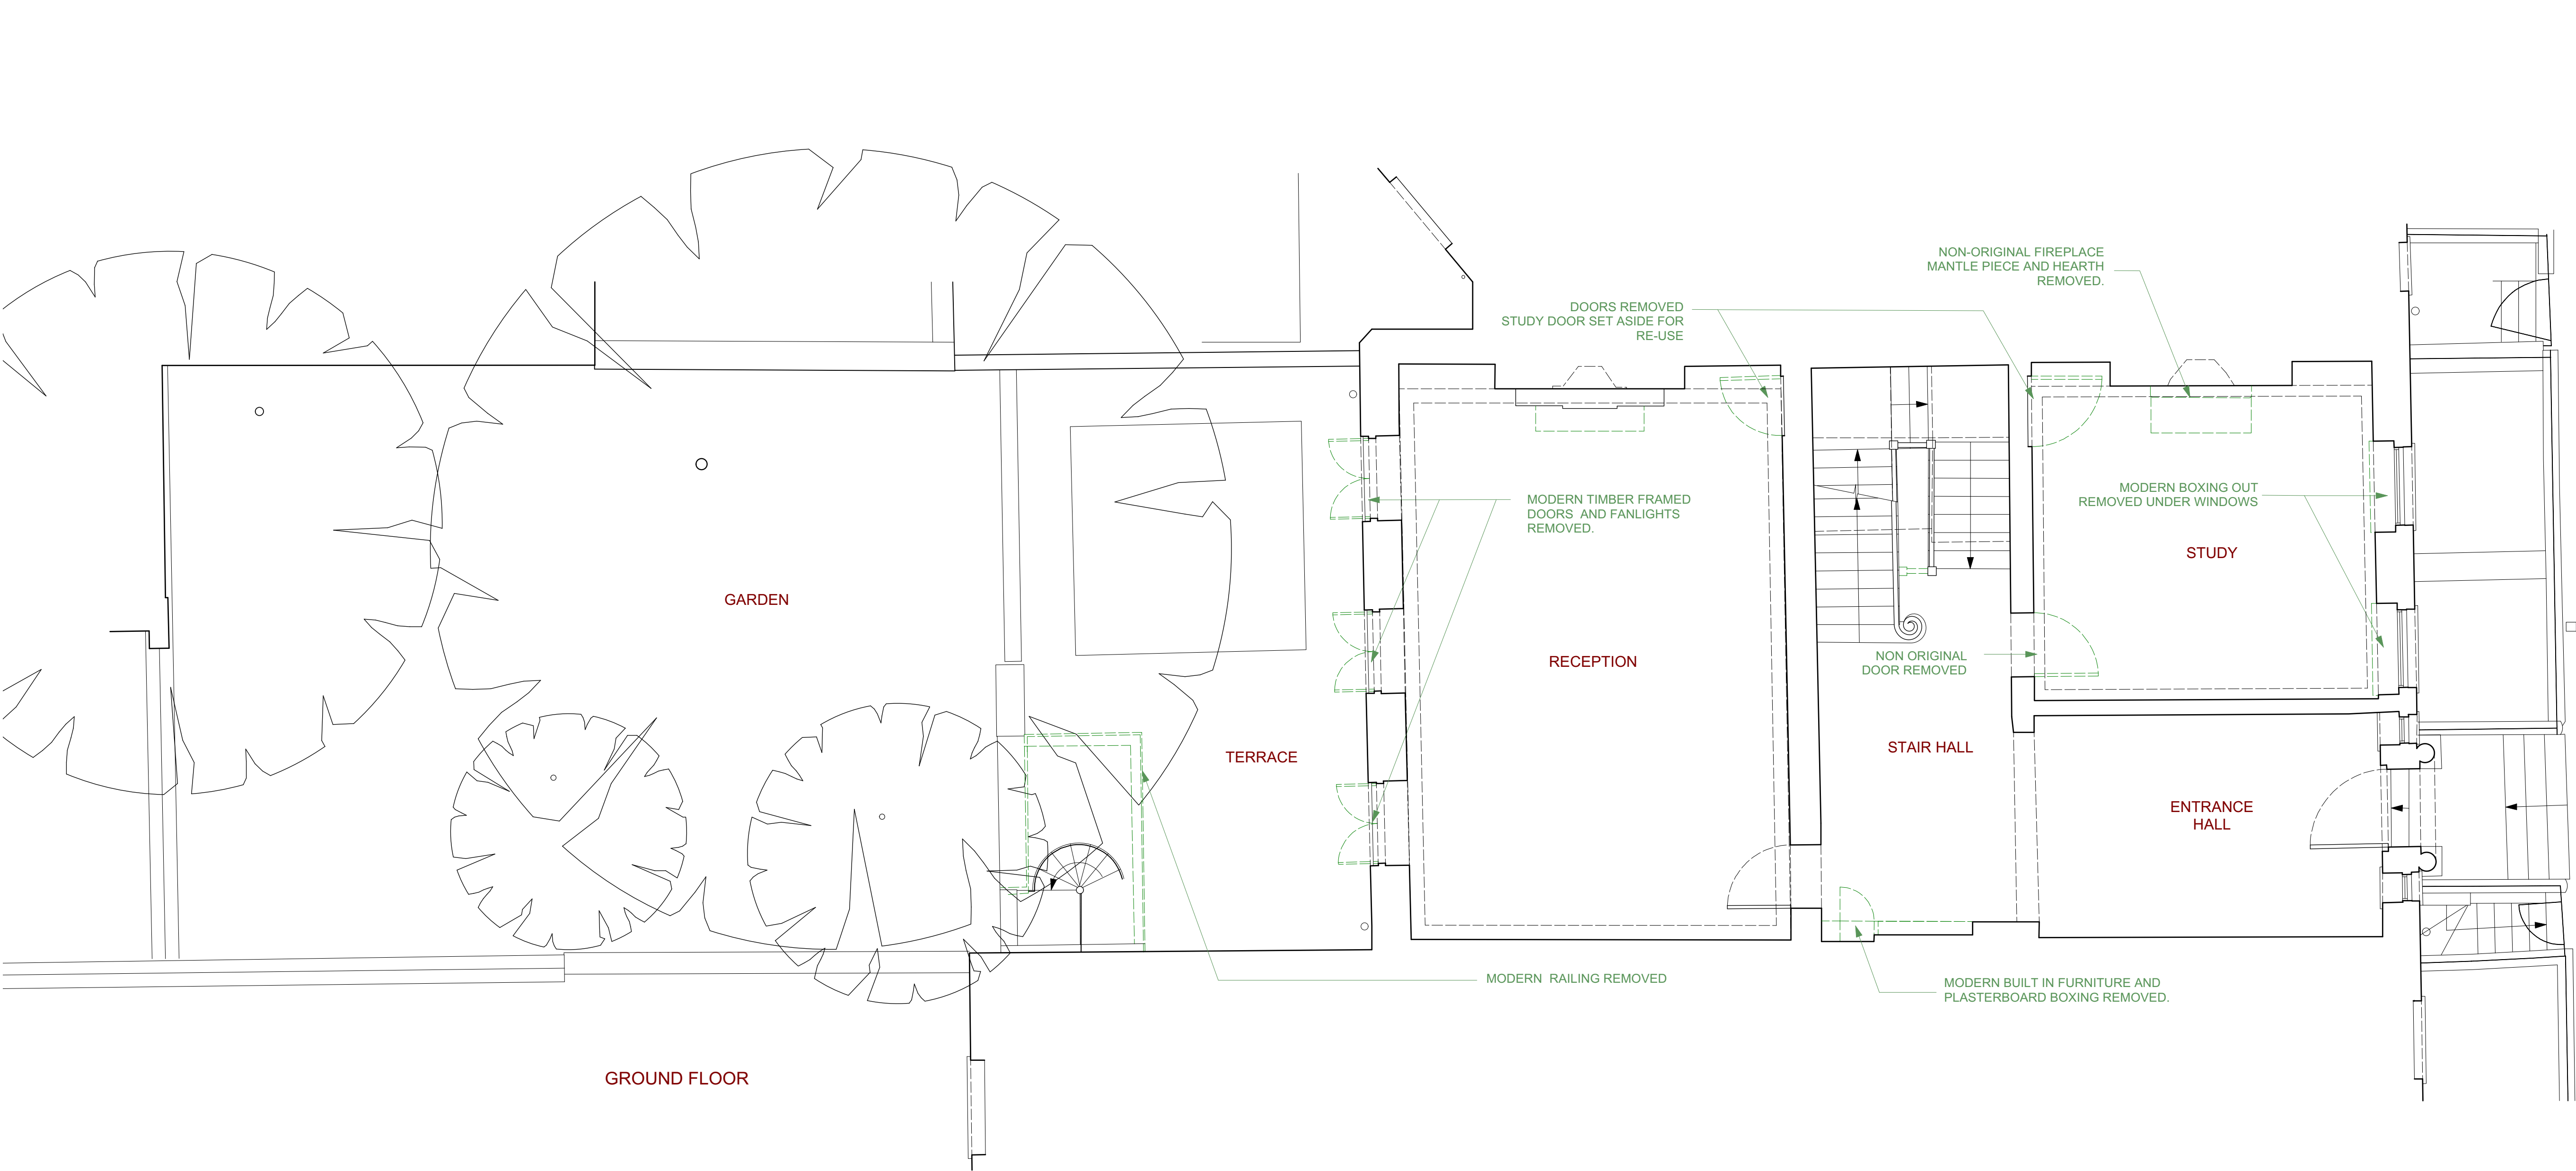 NON-ORIGINAL FIREPLACE
MANTLE PIECE AND HEARTH
REMOVED.
DOORS REMOVED
STUDY DOOR SET ASIDE FOR
RE-USE
MODERN TIMBER FRAMED
DOORS AND FANLIGHTS
REMOVED.
MODERN BOXING OUT
REMOVED UNDER WINDOWS
STUDY
GARDEN
RECEPTION
NON ORIGINAL
DOOR REMOVED
TERRACE
STAIR HALL
ENTRANCE
HALL
MODERN RAILING REMOVED
MODERN BUILT IN FURNITURE AND
PLASTERBOARD BOXING REMOVED.
GROUND FLOOR